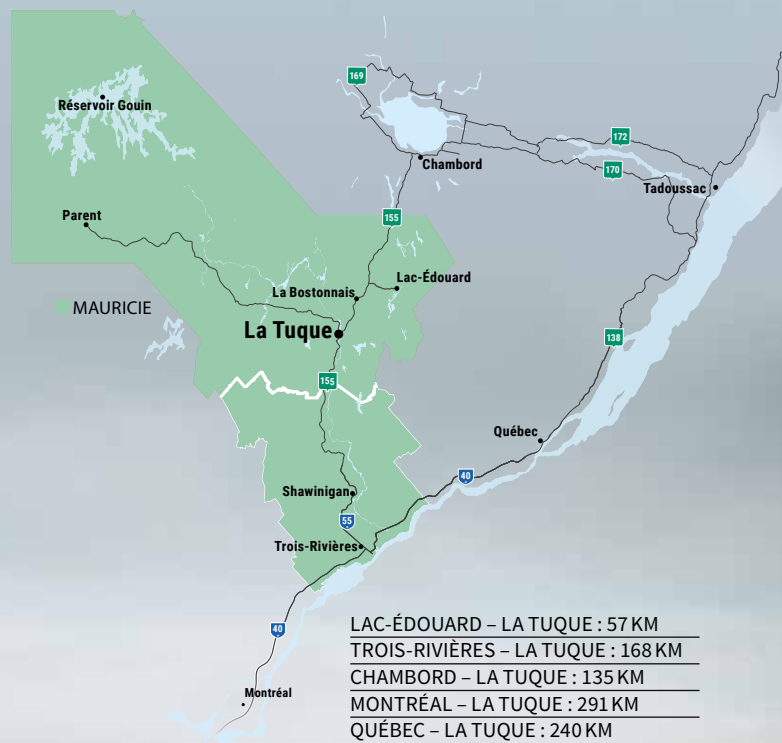 169
Réservoir Gouin
172
Chambord
170
Tadoussac
Parent
155
Lac-Édouard
La Bostonnais
MAURICIE
La Tuque
138
155
Québec
40
Shawinigan
55
Trois-Rivières
40
Montréal
LAC-ÉDOUARD – LA TUQUE : 57 KM
TROIS-RIVIÈRES – LA TUQUE : 168 KM
CHAMBORD – LA TUQUE : 135 KM
MONTRÉAL – LA TUQUE : 291 KM
QUÉBEC – LA TUQUE : 240 KM